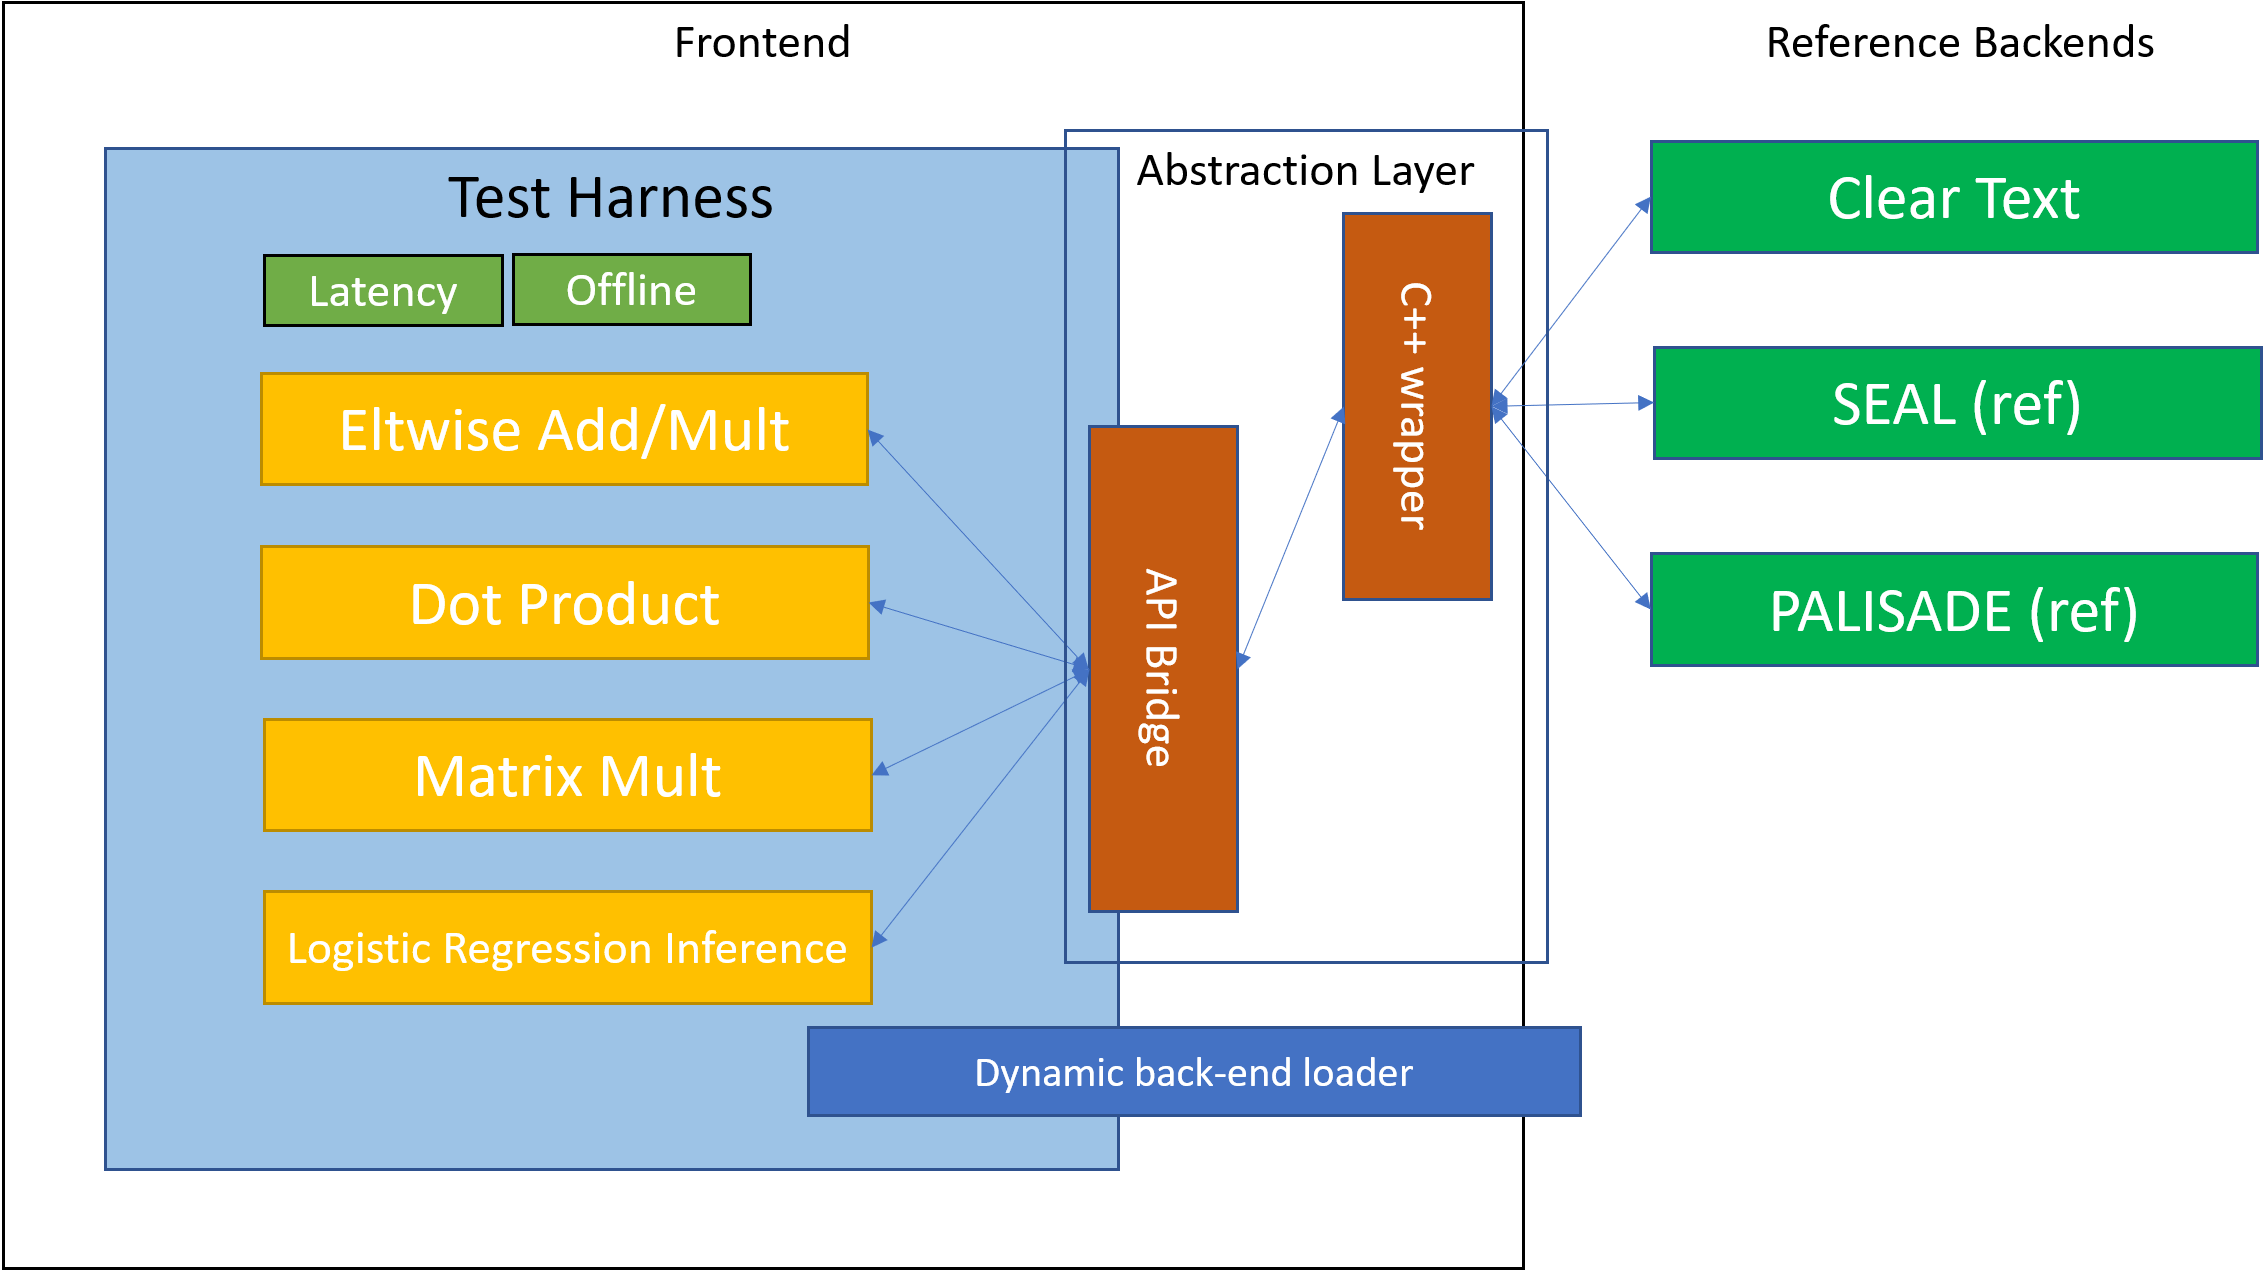 Frontend
Reference Backends
Test Harness
Latency
Offline
Eltwise Add/Mult
Dot Product
Matrix Mult
Logistic Regression Inference
Abstraction Layer
API Bridge
C++ wrapper
Clear Text
SEAL (ref)
PALISADE (ref)
Dynamic back-end loader